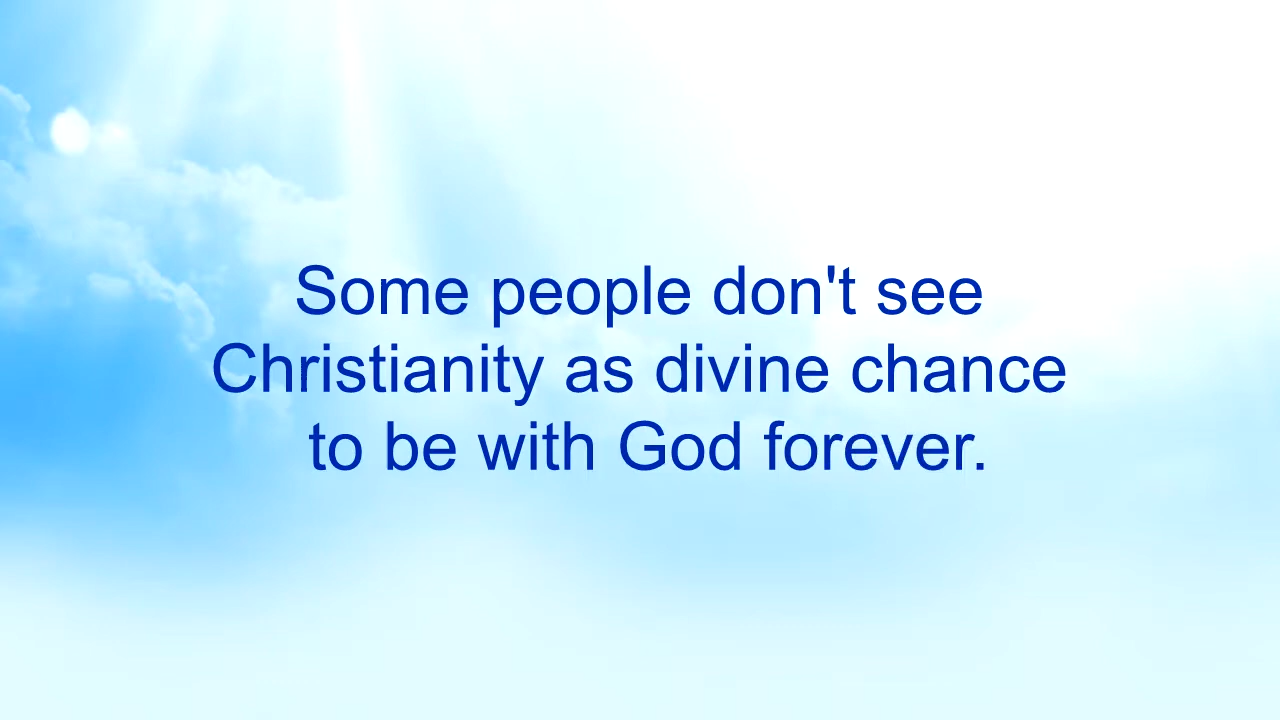 Some people don't see
Christianity as divine chance
to be with God forever.